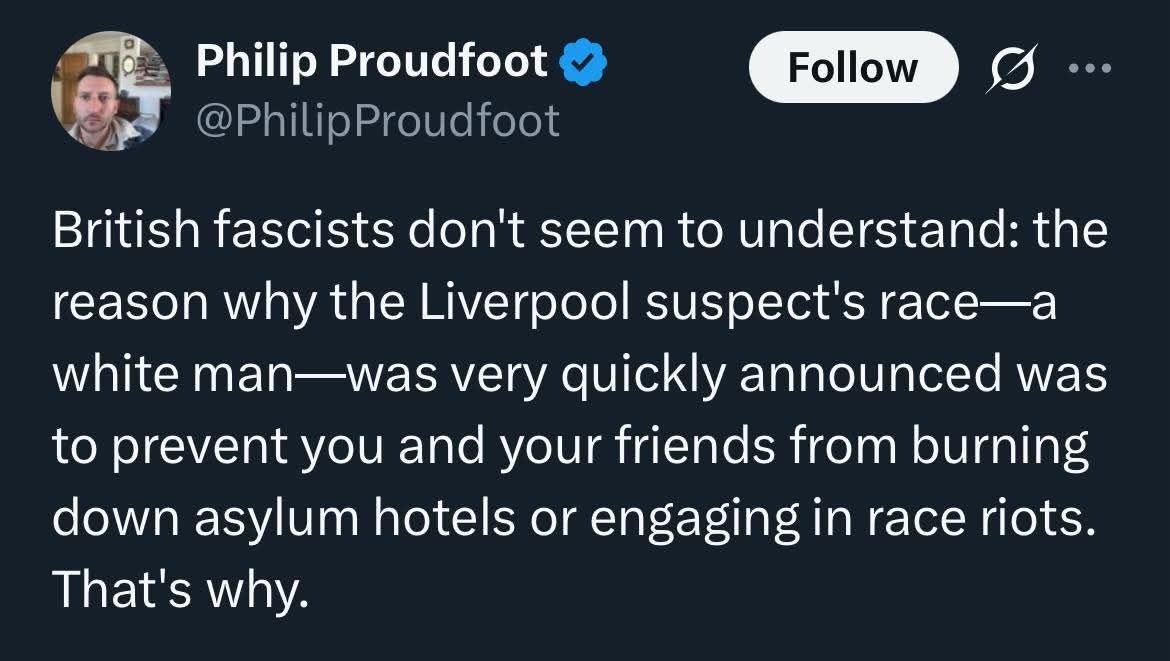 Philip Proudfoot
Follow
@PhilipProudfoot
British fascists don't seem to understand: the
reason why the Liverpool suspect's race—a
white man—was very quickly announced was
to prevent you and your friends from burning
down asylum hotels or engaging in race riots.
That's why.